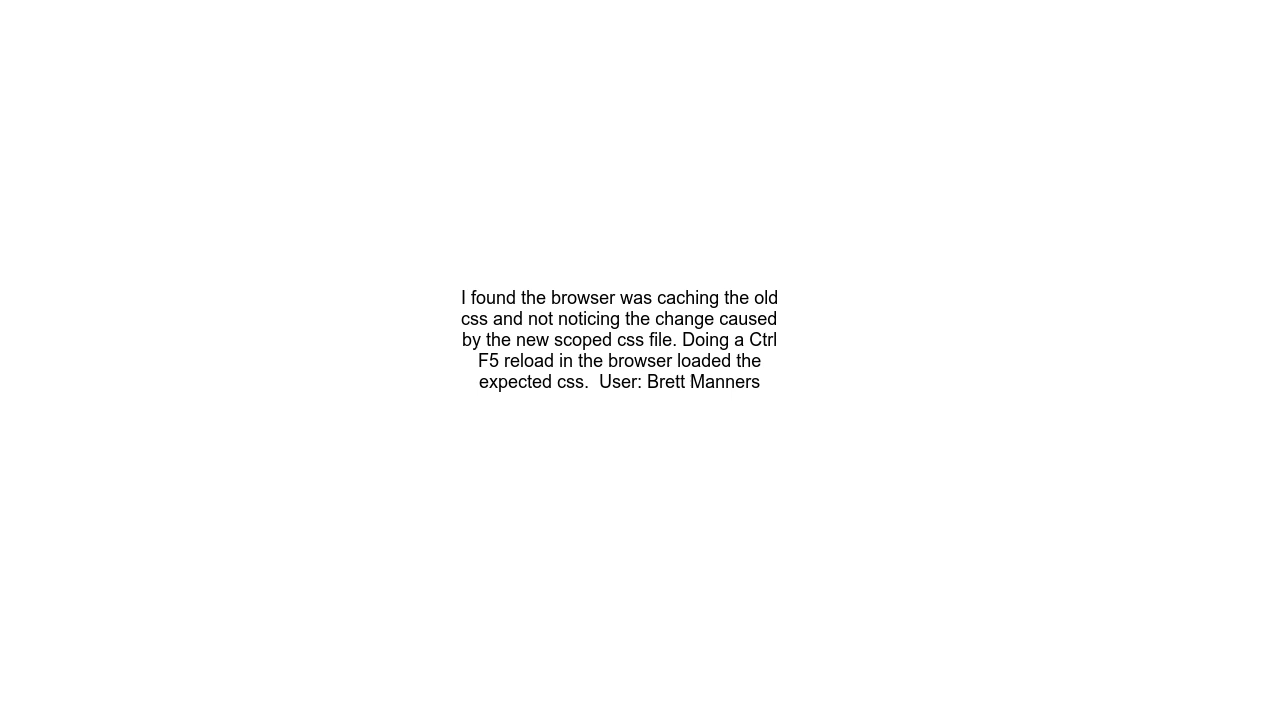 I found the browser was caching the old
css and not noticing the change caused
by the new scoped css file. Doing a Ctrl
F5 reload in the browser loaded the
expected css.  User: Brett Manners